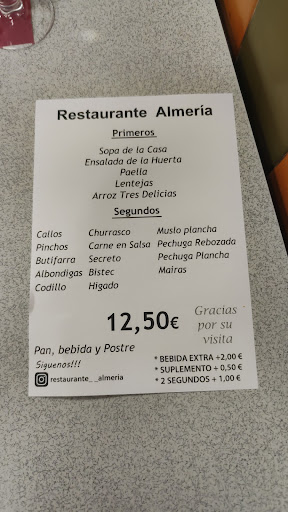 Restaurante Almería
Primeros
Sopa de la Casa
Ensalada de la Huerta
Paella
Lentejas
Arroz Tres Delicias
Segundos
Callos Churrasco Muslo plancha
Pinchos Carne en Salsa Pechuga Rebozada
Butifarra Secreto Pechuga Plancha
Albondigas Bistec Mairas
Codillo Higado
12,50€
Gracias
por su
visita
Pan, bebida y Postre
Siguenos!!!
restaurante__almeria
* BEBIDA EXTRA +2,00 €
* SUPLEMENTO + 0,50 €
* 2 SEGUNDOS + 1,00 €